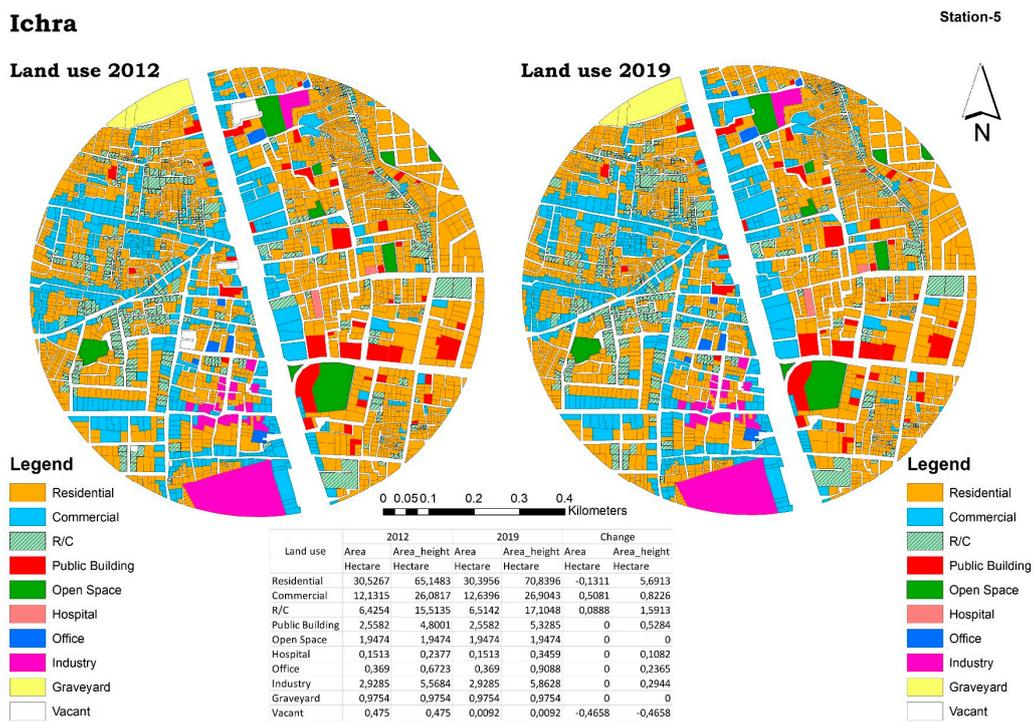 Ichra
Station-5
Land use 2012
Land use 2019
N
Legend
Residential
Commercial
R/C
Public Building
Open Space
Hospital
Office
Industry
Graveyard
Vacant
0 0.050.1 0.2 0.3 0.4
Kilometers
Land use 2012 2019 Change
Area Area_height Area Area_height Area Area_height
Hectare Hectare Hectare Hectare Hectare Hectare
Residential 30,5267 65,1483 30,3956 70,8396 -0,1311 5,6913
Commercial 12,1315 26,0817 12,6396 26,9043 0,5081 0,8226
R/C 6,4254 15,5135 6,5142 17,1048 0,0888 1,5913
Public Building 2,5582 4,8001 2,5582 5,3285 0 0,5284
Open Space 1,9474 1,9474 1,9474 1,9474 0 0
Hospital 0,1513 0,2377 0,1513 0,3459 0 0,1082
Office 0,369 0,6723 0,369 0,9088 0 0,2365
Industry 2,9285 5,5684 2,9285 5,8628 0 0,2944
Graveyard 0,9754 0,9754 0,9754 0,9754 0 0
Vacant 0,475 0,475 0,0092 0,0092 -0,4658 -0,4658
Legend
Residential
Commercial
R/C
Public Building
Open Space
Hospital
Office
Industry
Graveyard
Vacant